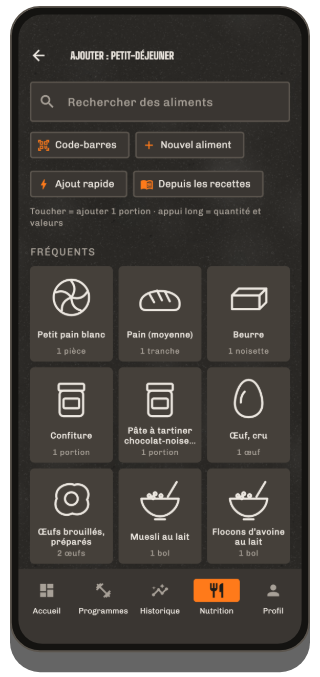 AJOUTER : PETIT-DÉJEUNER
Rechercher des aliments
Code-barres
Nouvel aliment
Ajout rapide
Depuis les recettes
Toucher = ajouter 1 portion · appui long = quantité et
valeurs
FRÉQUENTS
Petit pain blanc
1 pièce
Pain (moyenne)
1 tranche
Beurre
1 noisette
Confiture
1 portion
Pâte à tartiner
chocolat-noise...
1 portion
Œuf, cru
1 œuf
Œufs brouillés,
préparés
2 œufs
Muesli au lait
1 bol
Flocons d'avoine
au lait
1 bol
Accueil
Programmes
Historique
Nutrition
Profil